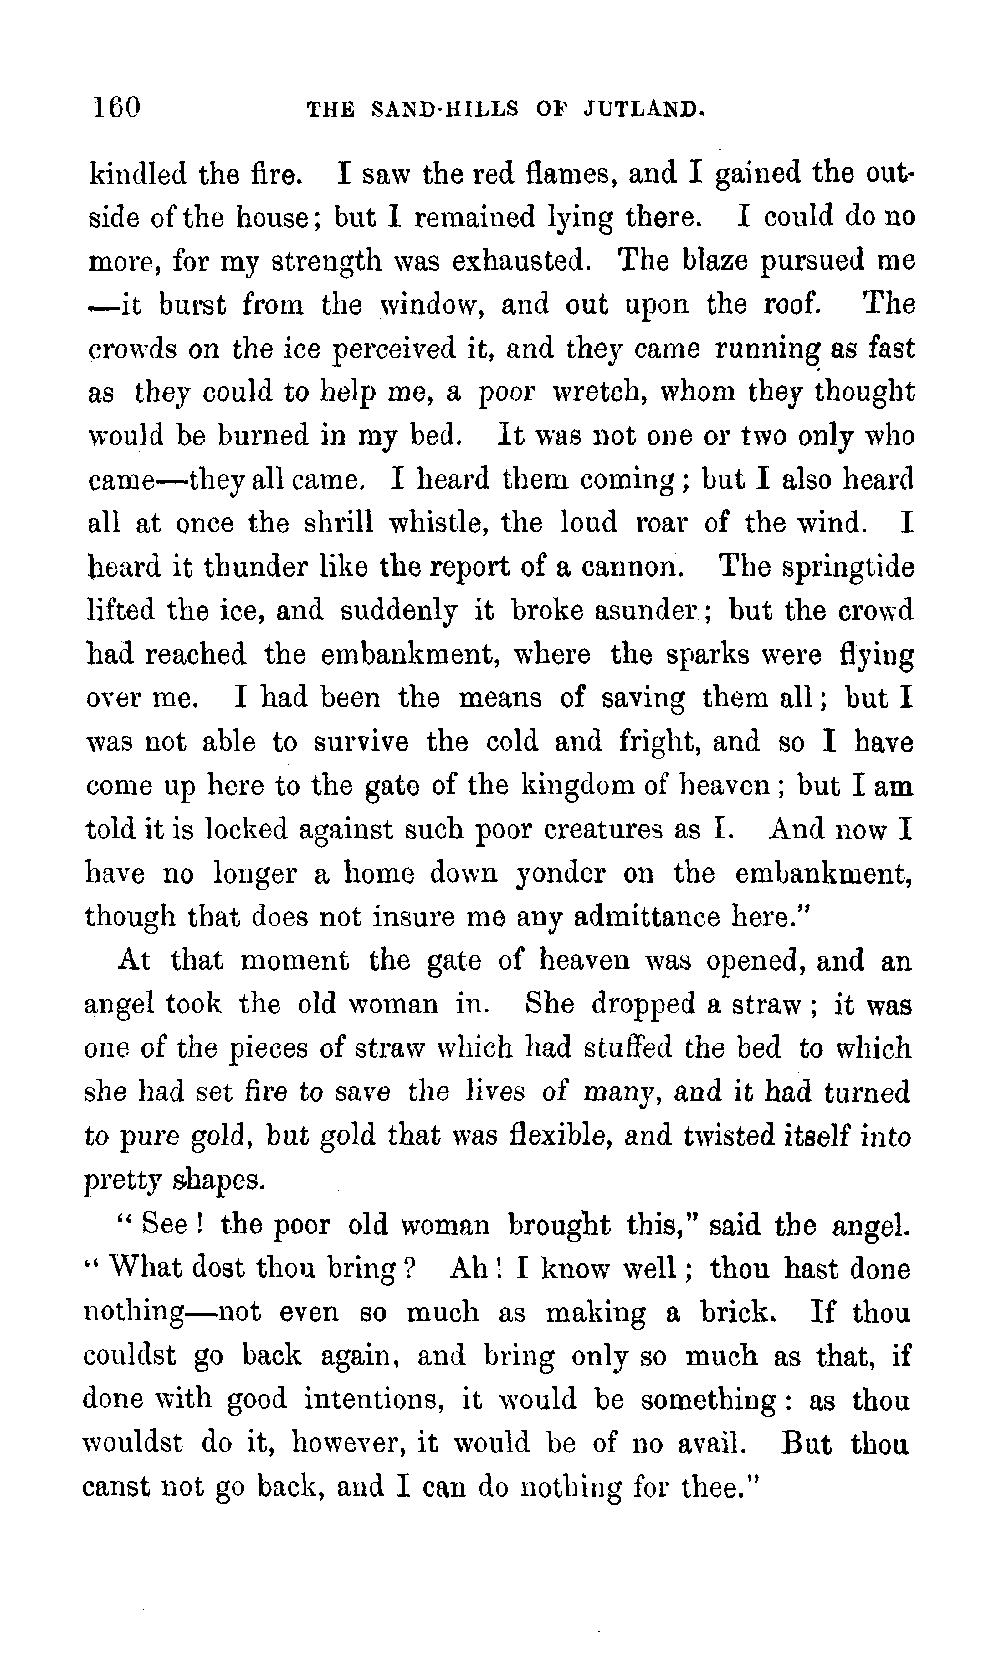 160 THE SAND-HILLS OF JUTLAND.
kindled the fire. I saw the red flames, and I gained the out-
side of the house; but I remained lying there. I could do no
more, for my strength was exhausted. The blaze pursued me
—it burst from the window, and out upon the roof. The
crowds on the ice perceived it, and they came running as fast
as they could to help me, a poor wretch, whom they thought
would be burned in my bed. It was not one or two only who
came—they all came. I heard them coming; but I also heard
all at once the shrill whistle, the loud roar of the wind. I
heard it thunder like the report of a cannon. The springtide
lifted the ice, and suddenly it broke asunder; but the crowd
had reached the embankment, where the sparks were flying
over me. I had been the means of saving them all; but I
was not able to survive the cold and fright, and so I have
come up here to the gate of the kingdom of heaven; but I am
told it is locked against such poor creatures as I. And now I
have no longer a home down yonder on the embankment,
though that does not insure me any admittance here."
At that moment the gate of heaven was opened, and an
angel took the old woman in. She dropped a straw; it was
one of the pieces of straw which had stuffed the bed to which
she had set fire to save the lives of many, and it had turned
to pure gold, but gold that was flexible, and twisted itself into
pretty shapes.
"See! the poor old woman brought this," said the angel.
"What dost thou bring? Ah! I know well; thou hast done
nothing—not even so much as making a brick. If thou
couldst go back again, and bring only so much as that, if
done with good intentions, it would be something: as thou
wouldst do it, however, it would be of no avail. But thou
canst not go back, and I can do nothing for thee."